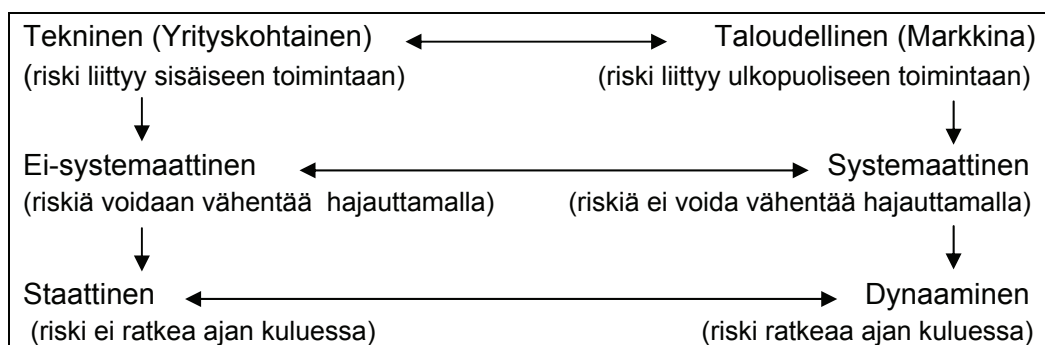 Tekninen (Yrityskohtainen) Taloudellinen (Markkina)
(riski liittyy sisäiseen toimintaan) (riski liittyy ulkopuoliseen toimintaan)
Ei-systemaattinen Systemaattinen
(riskiä voidaan vähentää hajauttamalla) (riskiä ei voida vähentää hajauttamalla)
Staattinen Dynaaminen
(riski ei ratkea ajan kuluessa) (riski ratkeaa ajan kuluessa)